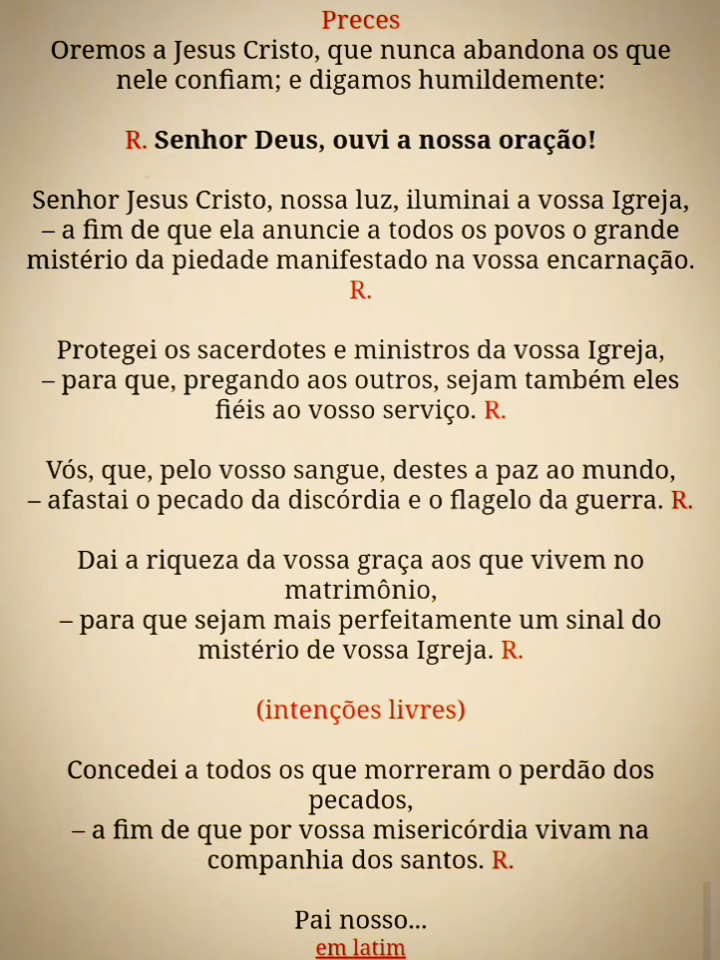 Preces
Oremos a Jesus Cristo, que nunca abandona os que
nele confiam; e digamos humildemente:
R. Senhor Deus, ouvi a nossa oração!
Senhor Jesus Cristo, nossa luz, iluminai a vossa Igreja,
– a fim de que ela anuncie a todos os povos o grande
mistério da piedade manifestado na vossa encarnação.
R.
Protegei os sacerdotes e ministros da vossa Igreja,
– para que, pregando aos outros, sejam também eles
fiéis ao vosso serviço. R.
Vós, que, pelo vosso sangue, destes a paz ao mundo,
– afastai o pecado da discórdia e o flagelo da guerra. R.
Dai a riqueza da vossa graça aos que vivem no
matrimônio,
– para que sejam mais perfeitamente um sinal do
mistério de vossa Igreja. R.
(intenções livres)
Concedei a todos os que morreram o perdão dos
pecados,
– a fim de que por vossa misericórdia vivam na
companhia dos santos. R.
Pai nosso...
em latim